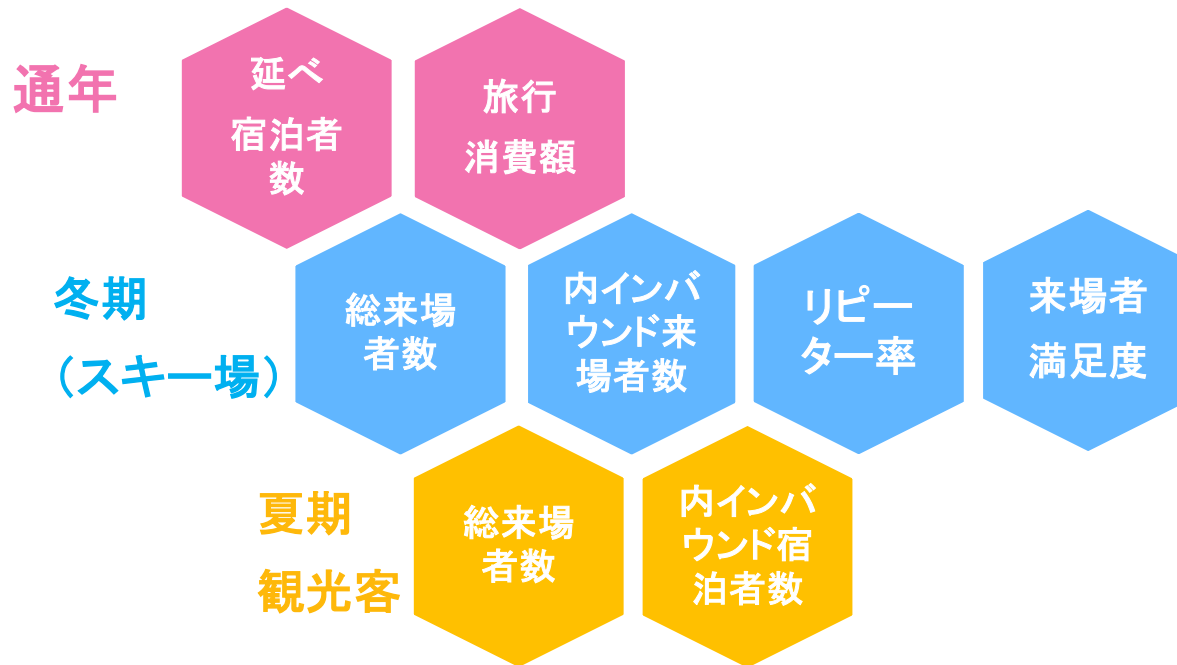 通年
延べ
宿泊者
数
旅行
消費額
冬期
（スキー場）
総来場
者数
内インバ
ウンド来
場者数
リピー
ター率
来場者
満足度
夏期
観光客
総来場
者数
内インバ
ウンド宿
泊者数